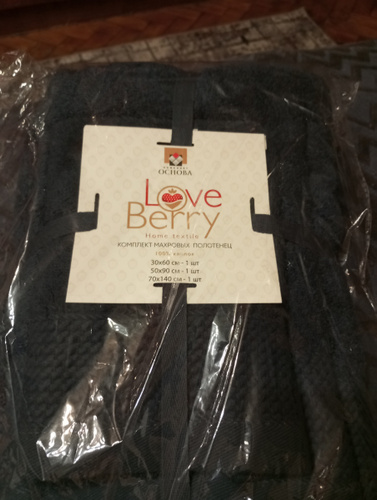 ОСНОВА
Love
Berry
Home textile
КОМПЛЕКТ МАХРОВЫХ ПОЛОТЕНЕЦ
100% хлопок
30х60 см - 1 шт
50х90 см - 1 шт
70х140 см - 1 шт